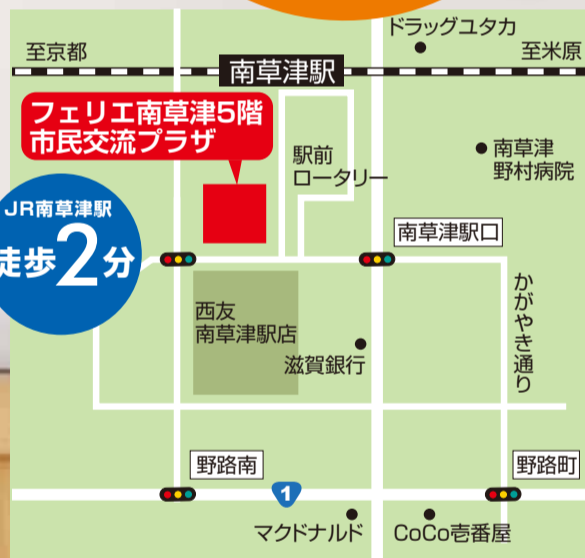 ドラッグユタカ
至京都
至米原
南草津駅
フェリエ南草津5階
市民交流プラザ
駅前
ロータリー
南草津
野村病院
JR南草津駅
徒歩2分
南草津駅口
かがやき通り
西友
南草津駅店
滋賀銀行
野路南
野路町
1
マクドナルド
CoCo壱番屋